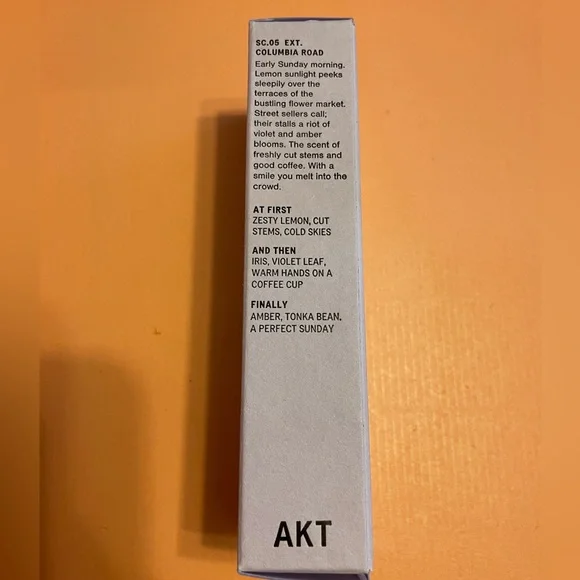 SC.05 EXT.
COLUMBIA ROAD
Early Sunday morning.
Lemon sunlight peeks
sleepily over the
terraces of the
bustling flower market.
Street sellers call;
their stalls a riot of
violet and amber
blooms. The scent of
freshly cut stems and
good coffee. With a
smile you melt into the
crowd.
AT FIRST
ZESTY LEMON, CUT
STEMS, COLD SKIES
AND THEN
IRIS, VIOLET LEAF,
WARM HANDS ON A
COFFEE CUP
FINALLY
AMBER, TONKA BEAN,
A PERFECT SUNDAY
AKT